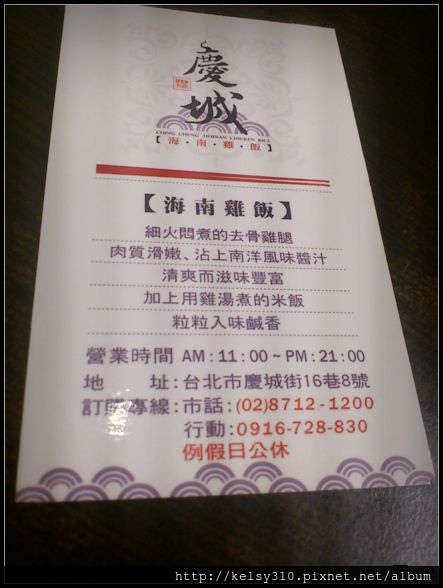 慶城
CHING CHENG HOINAN CHICKEN RICE
【海・南・雞・飯】
【海南雞飯】
細火悶煮的去骨雞腿
肉質滑嫩、沾上南洋風味醬汁
清爽而滋味豐富
加上用雞湯煮的米飯
粒粒入味鹹香
營業時間 AM:11:00~PM:21:00
地 址:台北市慶城街16巷8號
訂購專線:市話:(02)8712-1200
行動:0916-728-830
例假日公休
http://kelsy310.pixnet.net/album